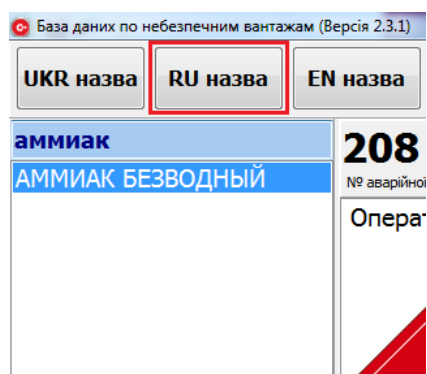 База даних по небезпечним вантажам (Версія 2.3.1)
UKR назва
RU назва
EN назва
аммиак
АММИАК БЕЗВОДНЫЙ
208
№ аварійної
Опера